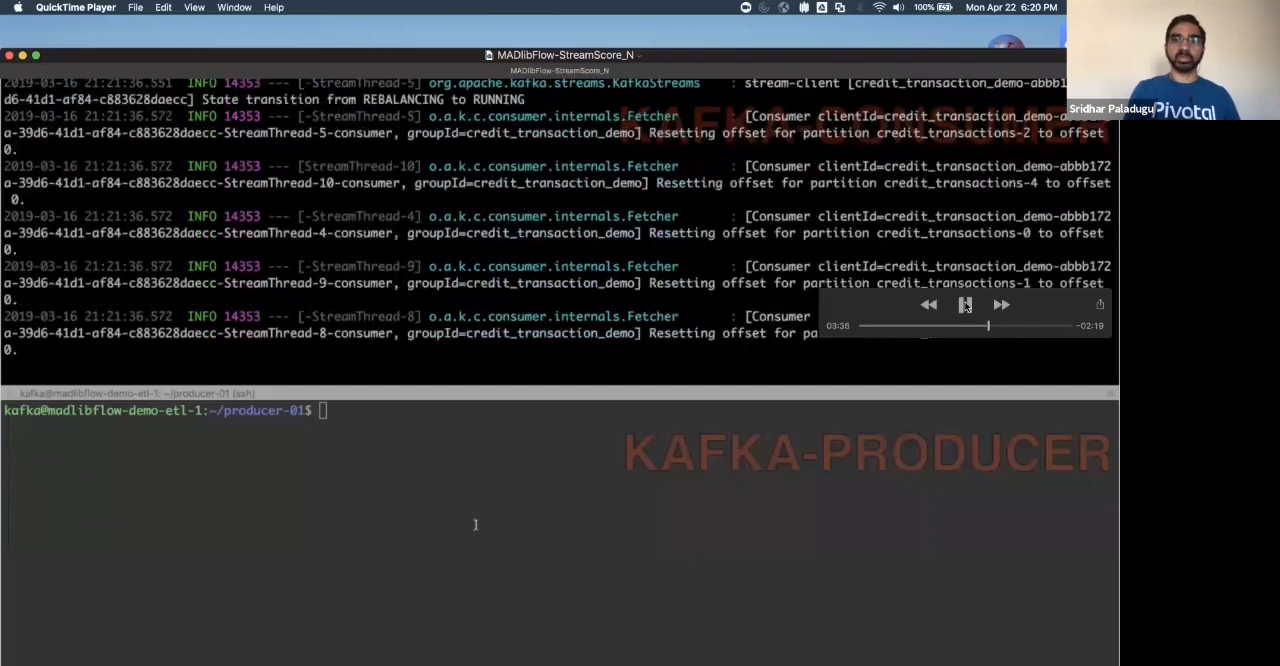 QuickTime Player File Edit View Window Help 100% Mon Apr 22 6:20 PM
MADlibFlow-StreamScore_N
MADlibFlow-StreamScore_N
2019-03-16 21:21:36.551 INFO 14353 --- [-StreamThread-5] org.apache.kafka.streams.KafkaStreams : stream-client [credit_transaction_demo-abbb1
d6-41d1-af84-c883628daecc] State transition from REBALANCING to RUNNING
2019-03-16 21:21:36.572 INFO 14353 --- [-StreamThread-5] o.a.k.c.consumer.internals.Fetcher : [Consumer clientId=credit_transaction_demo-abbb172
a-39d6-41d1-af84-c883628daecc-StreamThread-5-consumer, groupId=credit_transaction_demo] Resetting offset for partition credit_transactions-2 to offset
0.
2019-03-16 21:21:36.572 INFO 14353 --- [StreamThread-10] o.a.k.c.consumer.internals.Fetcher : [Consumer clientId=credit_transaction_demo-abbb172
a-39d6-41d1-af84-c883628daecc-StreamThread-10-consumer, groupId=credit_transaction_demo] Resetting offset for partition credit_transactions-4 to offset
0.
2019-03-16 21:21:36.572 INFO 14353 --- [-StreamThread-4] o.a.k.c.consumer.internals.Fetcher : [Consumer clientId=credit_transaction_demo-abbb172
a-39d6-41d1-af84-c883628daecc-StreamThread-4-consumer, groupId=credit_transaction_demo] Resetting offset for partition credit_transactions-0 to offset
0.
2019-03-16 21:21:36.572 INFO 14353 --- [-StreamThread-9] o.a.k.c.consumer.internals.Fetcher : [Consumer clientId=credit_transaction_demo-abbb172
a-39d6-41d1-af84-c883628daecc-StreamThread-9-consumer, groupId=credit_transaction_demo] Resetting offset for partition credit_transactions-1 to offset
0.
2019-03-16 21:21:36.572 INFO 14353 --- [-StreamThread-8] o.a.k.c.consumer.internals.Fetcher : [Consumer
a-39d6-41d1-af84-c883628daecc-StreamThread-8-consumer, groupId=credit_transaction_demo] Resetting offset for pa
0.
KAFKA-CONSUMER
03:36 -02:19
Sridhar Paladugu
Pivotal
kafka@madlibflow-demo-etl-1: ~/producer-01 (ssh)
kafka@madlibflow-demo-etl-1:~/producer-01$
KAFKA-PRODUCER